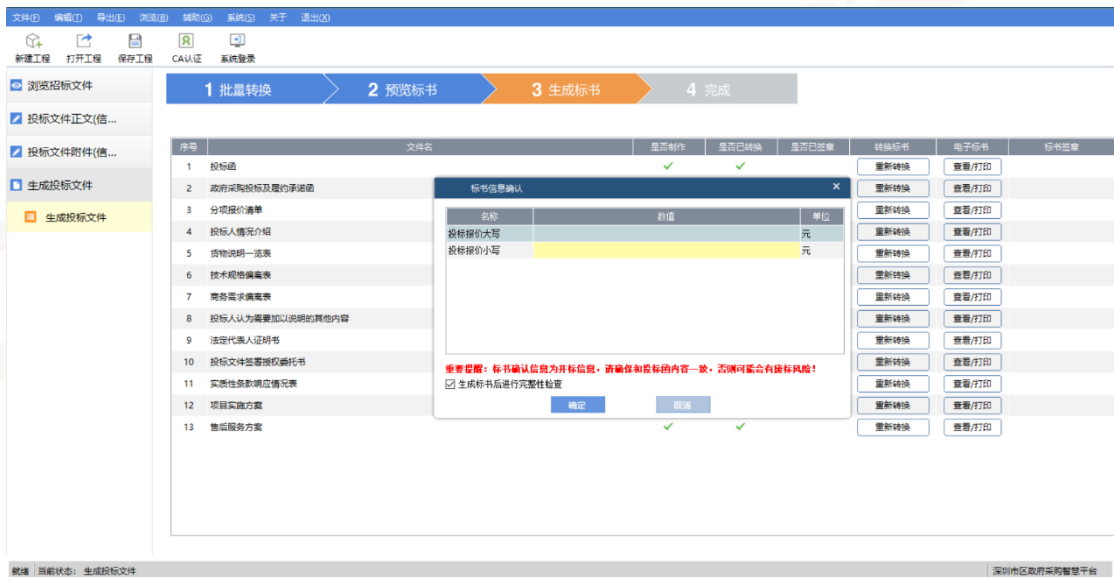 文件(F) 编辑(I) 导出(E) 浏览(B) 辅助(G) 系统(S) 关于 退出(X)
新建工程 打开工程 保存工程 CA认证 系统登录
浏览招标文件
投标文件正文(信...
投标文件附件(信...
生成投标文件
生成投标文件
1 批量转换 2 预览标书 3 生成标书 4 完成
序号 文件名 是否制作 是否已转换 是否已签章 转换标书 电子标书 标书签章
1 投标函 重新转换 查看/打印
2 政府采购投标及履约承诺函 重新转换 查看/打印
3 分项报价清单 重新转换 查看/打印
4 投标人情况介绍 重新转换 查看/打印
5 货物说明一览表 重新转换 查看/打印
6 技术规格偏离表 重新转换 查看/打印
7 商务需求偏离表 重新转换 查看/打印
8 投标人认为需要加以说明的其他内容 重新转换 查看/打印
9 法定代表人证明书 重新转换 查看/打印
10 投标文件签署授权委托书 重新转换 查看/打印
11 实质性条款响应情况表 重新转换 查看/打印
12 项目实施方案 重新转换 查看/打印
13 售后服务方案 重新转换 查看/打印
标书信息确认
名称 数值 单位
投标报价大写 元
投标报价小写 元
重要提醒：标书确认信息为开标信息，请确保和投标函内容一致，否则可能会有废标风险！
生成标书后进行完整性检查
确定 取消
就绪 当前状态： 生成投标文件 深圳市区政府采购智慧平台